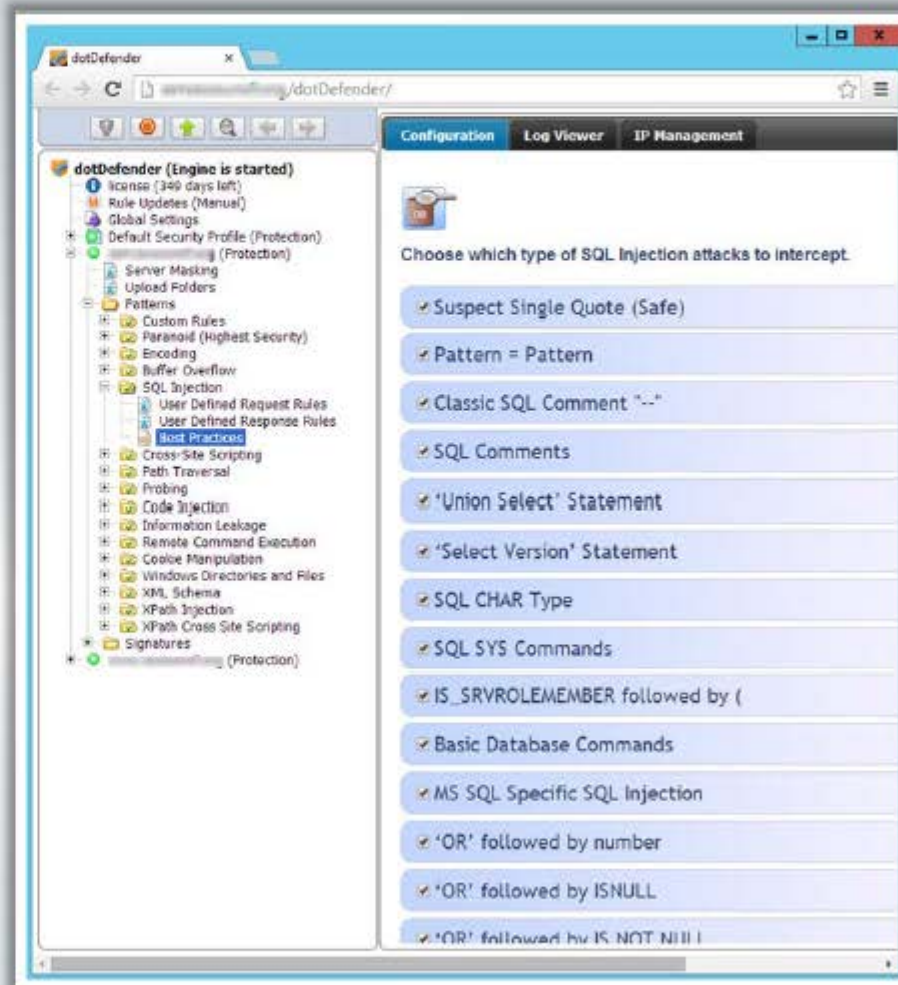 dotDefender
/dotDefender/
dotDefender (Engine is started)
license (349 days left)
Rule Updates (Manual)
Global Settings
Default Security Profile (Protection)
(Protection)
Server Masking
Upload Folders
Patterns
Custom Rules
Paranoid (Highest Security)
Encoding
Buffer Overflow
SQL Injection
User Defined Request Rules
User Defined Response Rules
Best Practices
Cross-Site Scripting
Path Traversal
Probing
Code Injection
Information Leakage
Remote Command Execution
Cookie Manipulation
Windows Directories and Files
XML Schema
XPath Injection
XPath Cross Site Scripting
Signatures
(Protection)
Configuration Log Viewer IP Management
Choose which type of SQL Injection attacks to intercept.
Suspect Single Quote (Safe)
Pattern = Pattern
Classic SQL Comment "--"
SQL Comments
‘Union Select’ Statement
‘Select Version’ Statement
SQL CHAR Type
SQL SYS Commands
IS_SRVROLEMEMBER followed by (
Basic Database Commands
MS SQL Specific SQL Injection
‘OR’ followed by number
‘OR’ followed by ISNULL
‘OR’ followed by IS NOT NULL